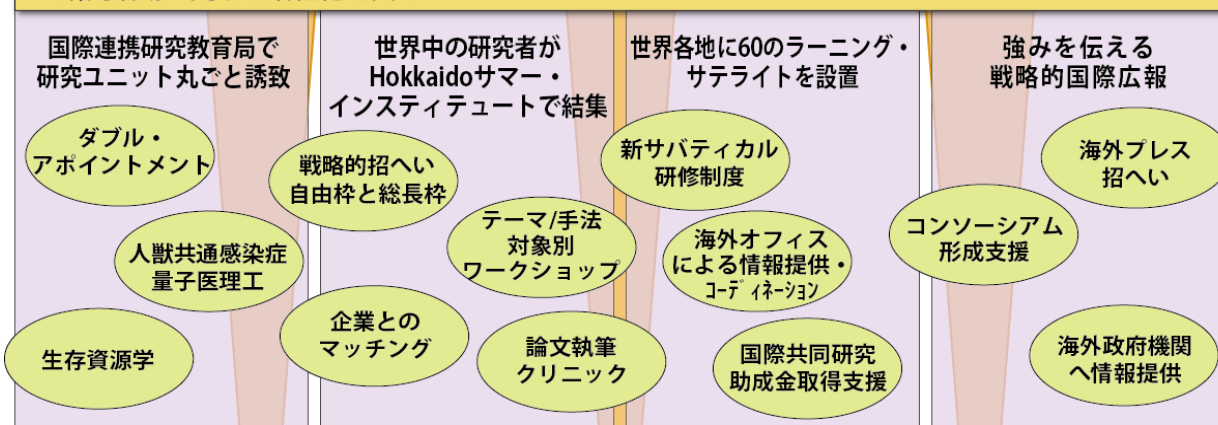 国際連携研究教育局で
研究ユニット丸ごと誘致
ダブル・
アポイントメント
人獣共通感染症
量子医理工
生存資源学
世界中の研究者が
Hokkaidoサマー・
インスティテュートで結集
戦略的招へい
自由枠と総長枠
テーマ/手法
対象別
ワークショップ
企業との
マッチング
論文執筆
クリニック
世界各地に60のラーニング・
サテライトを設置
新サバティカル
研修制度
海外オフィス
による情報提供・
ｺｰﾃﾞｨﾈｰｼｮﾝ
国際共同研究
助成金取得支援
強みを伝える
戦略的国際広報
海外プレス
招へい
コンソーシアム
形成支援
海外政府機関
へ情報提供